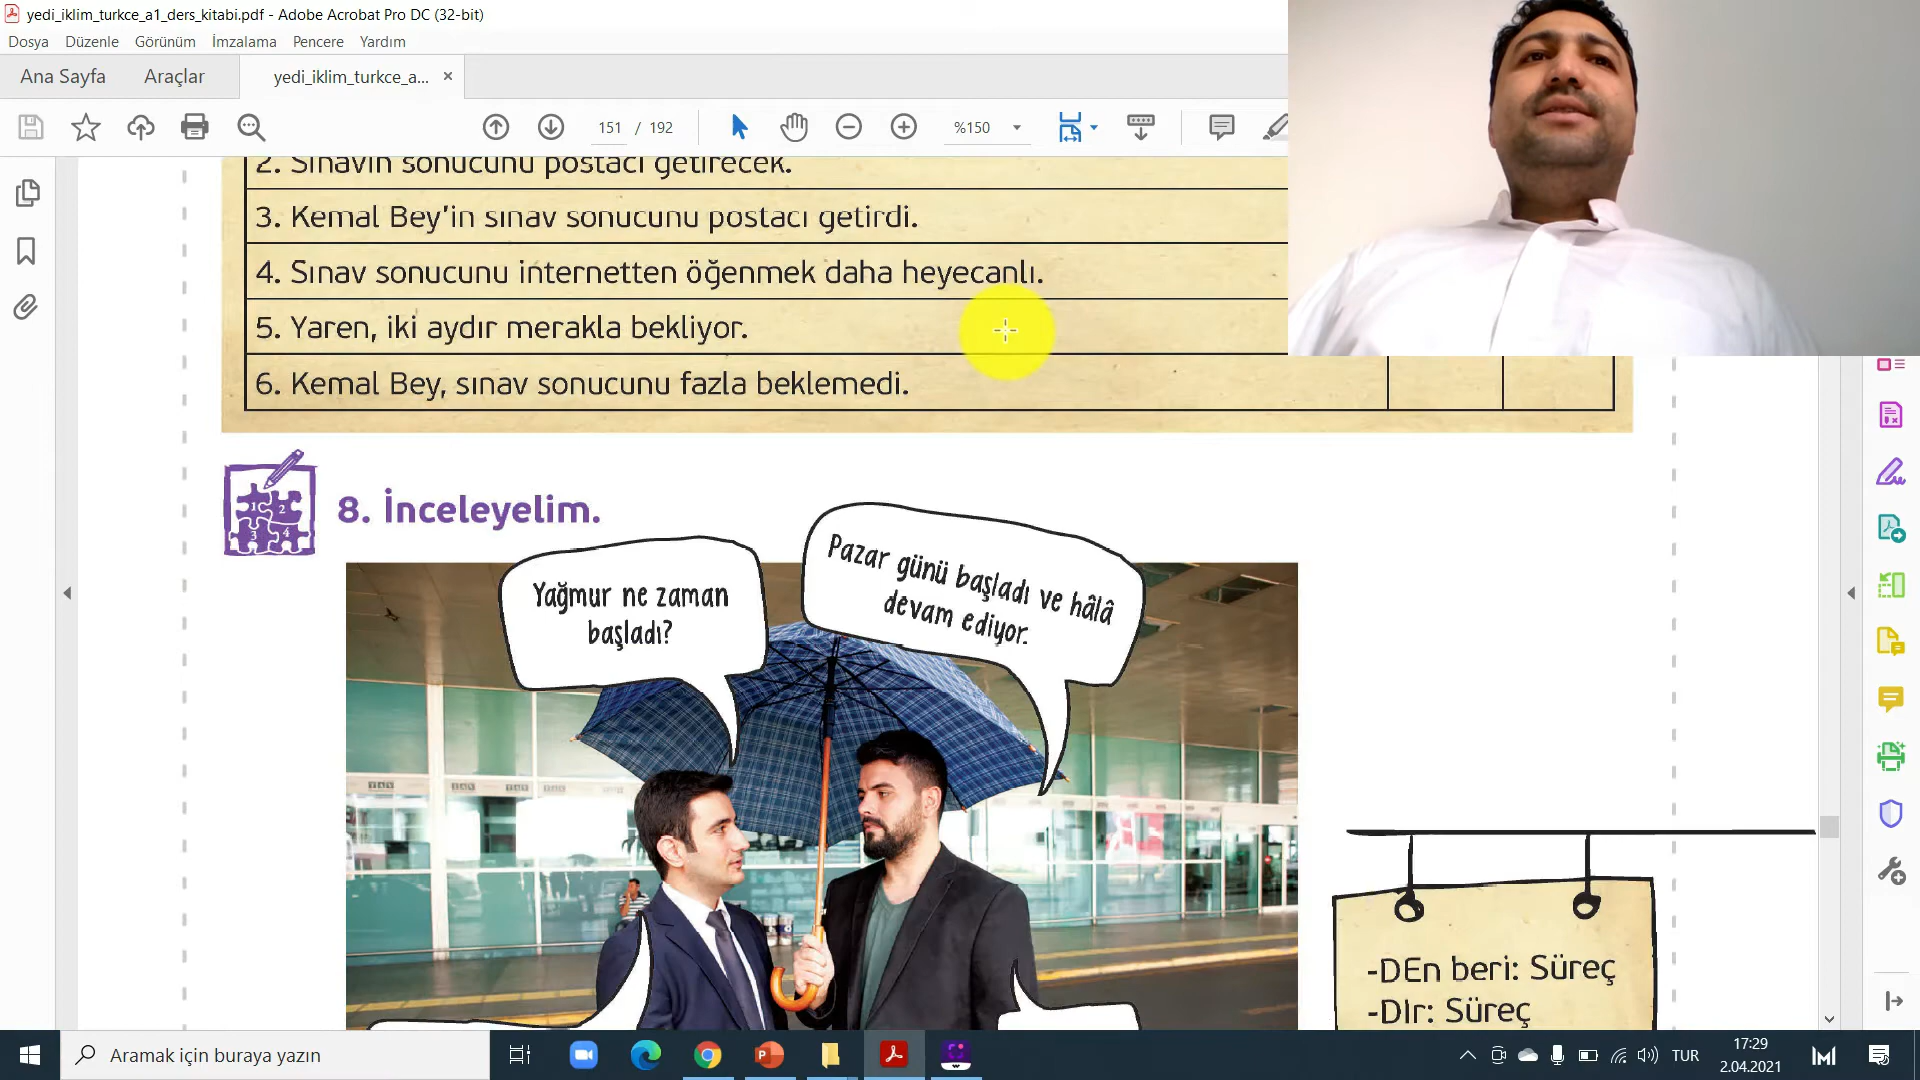 yedi_iklim_turkce_a1_ders_kitabi.pdf - Adobe Acrobat Pro DC (32-bit)
Dosya Düzenle Görünüm İmzalama Pencere Yardım
Ana Sayfa Araçlar yedi_iklim_turkce_a... ×
151 / 192 %150
2. Sınavın sonucunu postacı getirecek.
3. Kemal Bey'in sınav sonucunu postacı getirdi.
4. Sınav sonucunu internetten öğenmek daha heyecanlı.
5. Yaren, iki aydır merakla bekliyor.
6. Kemal Bey, sınav sonucunu fazla beklemedi.
8. İnceleyelim.
Yağmur ne zaman
başladı?
Pazar günü başladı ve hâlâ
devam ediyor.
-DEn beri: Süreç
-DIr: Süreç
Aramak için buraya yazın
TUR
17:29
2.04.2021